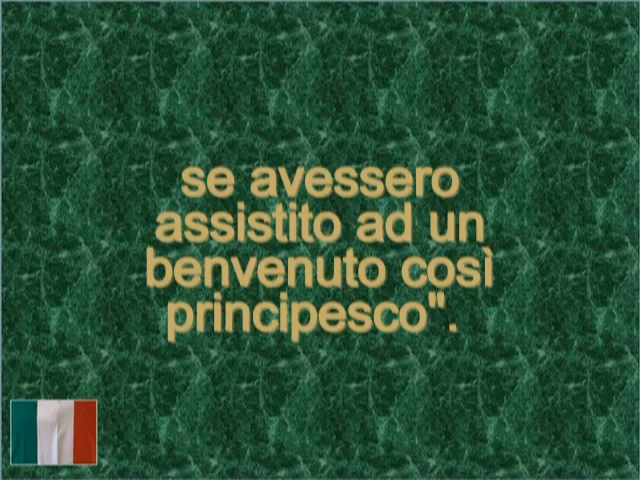 se avessero
assistito ad un
benvenuto così
principesco".